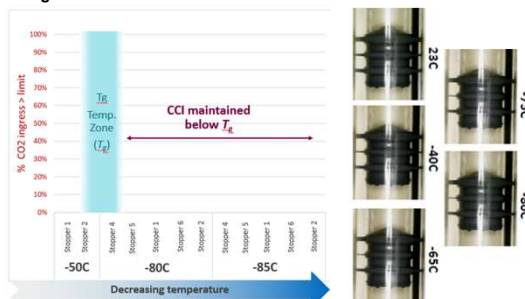 % CO2 ingress > limit
100%
90%
80%
70%
60%
50%
40%
30%
20%
10%
0%
Tg
Temp.
Zone
(Tg)
CCI maintained
below Tg
Stopper 1
Stopper 2
Stopper 4
Stopper 5
Stopper 1
Stopper 6
Stopper 2
Stopper 4
Stopper 5
Stopper 1
Stopper 6
Stopper 2
-50C
-80C
-85C
Decreasing temperature
23C
-40C
-65C
-75C
-80C